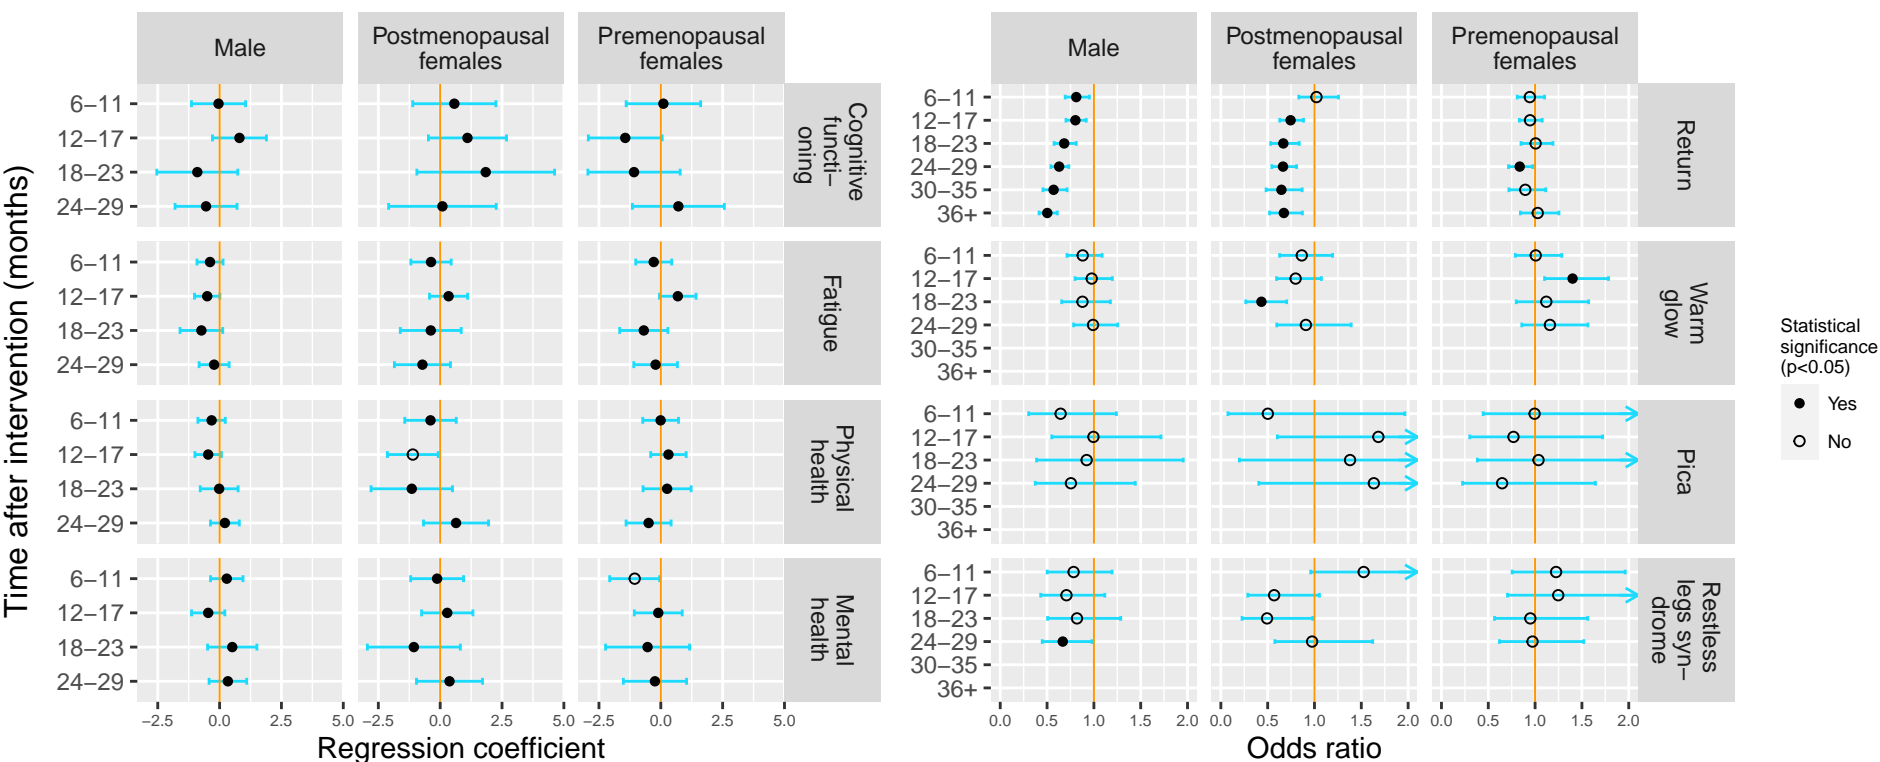 Male
Postmenopausal
females
Premenopausal
females
Male
Postmenopausal
females
Premenopausal
females
Time after intervention (months)
6−11
12−17
18−23
24−29
Cognitive
functi−
oning
6−11
12−17
18−23
24−29
Fatigue
6−11
12−17
18−23
24−29
Physical
health
6−11
12−17
18−23
24−29
Mental
health
−2.5 0.0 2.5 5.0 −2.5 0.0 2.5 5.0 −2.5 0.0 2.5 5.0
Regression coefficient
6−11
12−17
18−23
24−29
30−35
36+
Return
6−11
12−17
18−23
24−29
30−35
36+
Warm
glow
6−11
12−17
18−23
24−29
30−35
36+
Pica
6−11
12−17
18−23
24−29
30−35
36+
Restless
legs syn−
drome
0.0 0.5 1.0 1.5 2.0 0.0 0.5 1.0 1.5 2.0 0.0 0.5 1.0 1.5 2.0
Odds ratio
Statistical
significance
(p<0.05)
Yes
No